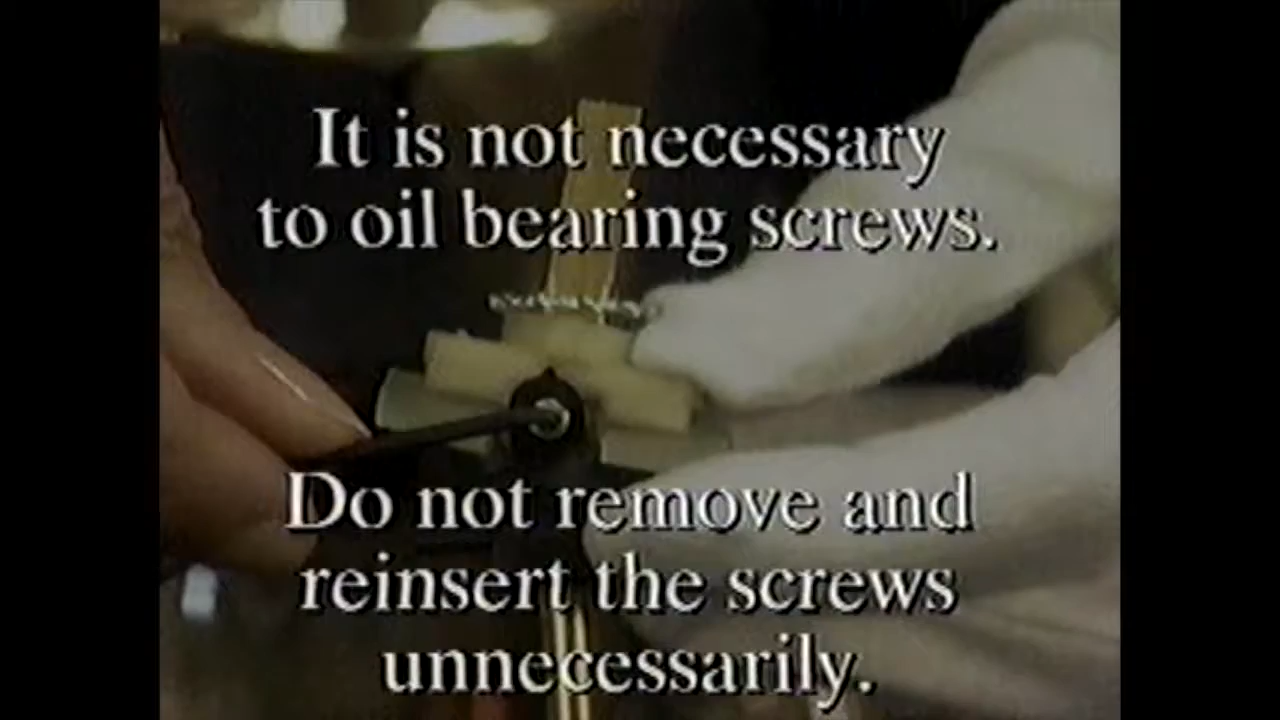 It is not necessary
to oil bearing screws.
Do not remove and
reinsert the screws
unnecessarily.